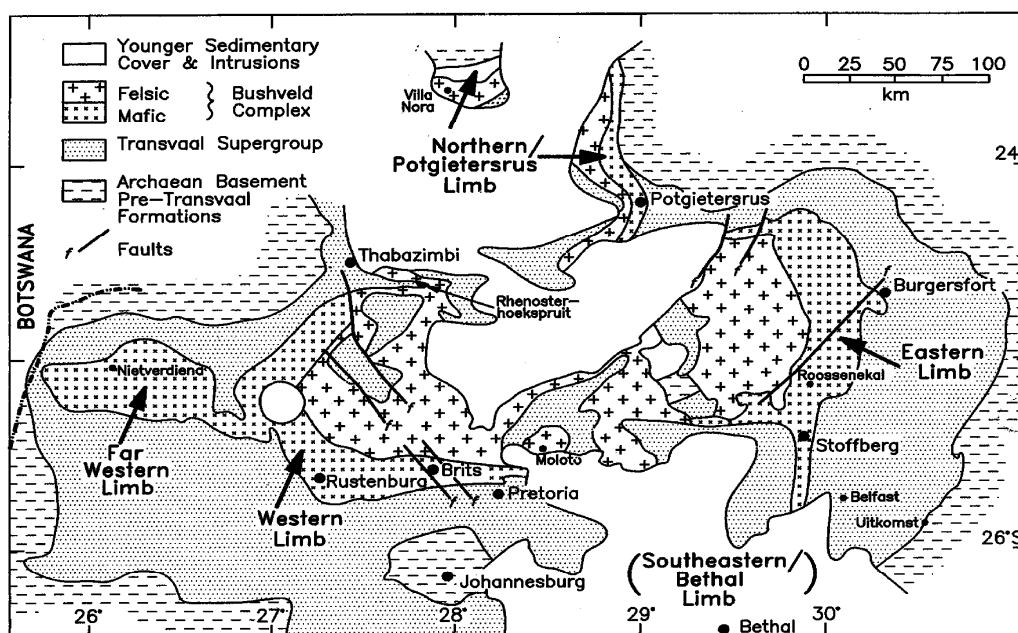 Younger Sedimentary
Cover & Intrusions
Felsic
Mafic
Bushveld
Complex
Transvaal Supergroup
Archaean Basement
Pre-Transvaal
Formations
Faults
Villa
Nora
0 25 50 75 100
km
Northern/
Potgietersrus
Limb
24°
Potgietersrus
BOTSWANA
Thabazimbi
Rhenoster-
hoekspruit
Burgersfort
Nietverdiend
Eastern
Limb
Roossenekal
Far
Western
Limb
Stoffberg
Moloto
Brits
Rustenburg
Pretoria
Belfast
Western
Limb
Uitkomst
26°S
(Southeastern/
Bethal
Limb)
Johannesburg
26° 27° 28° 29° 30°
Bethal